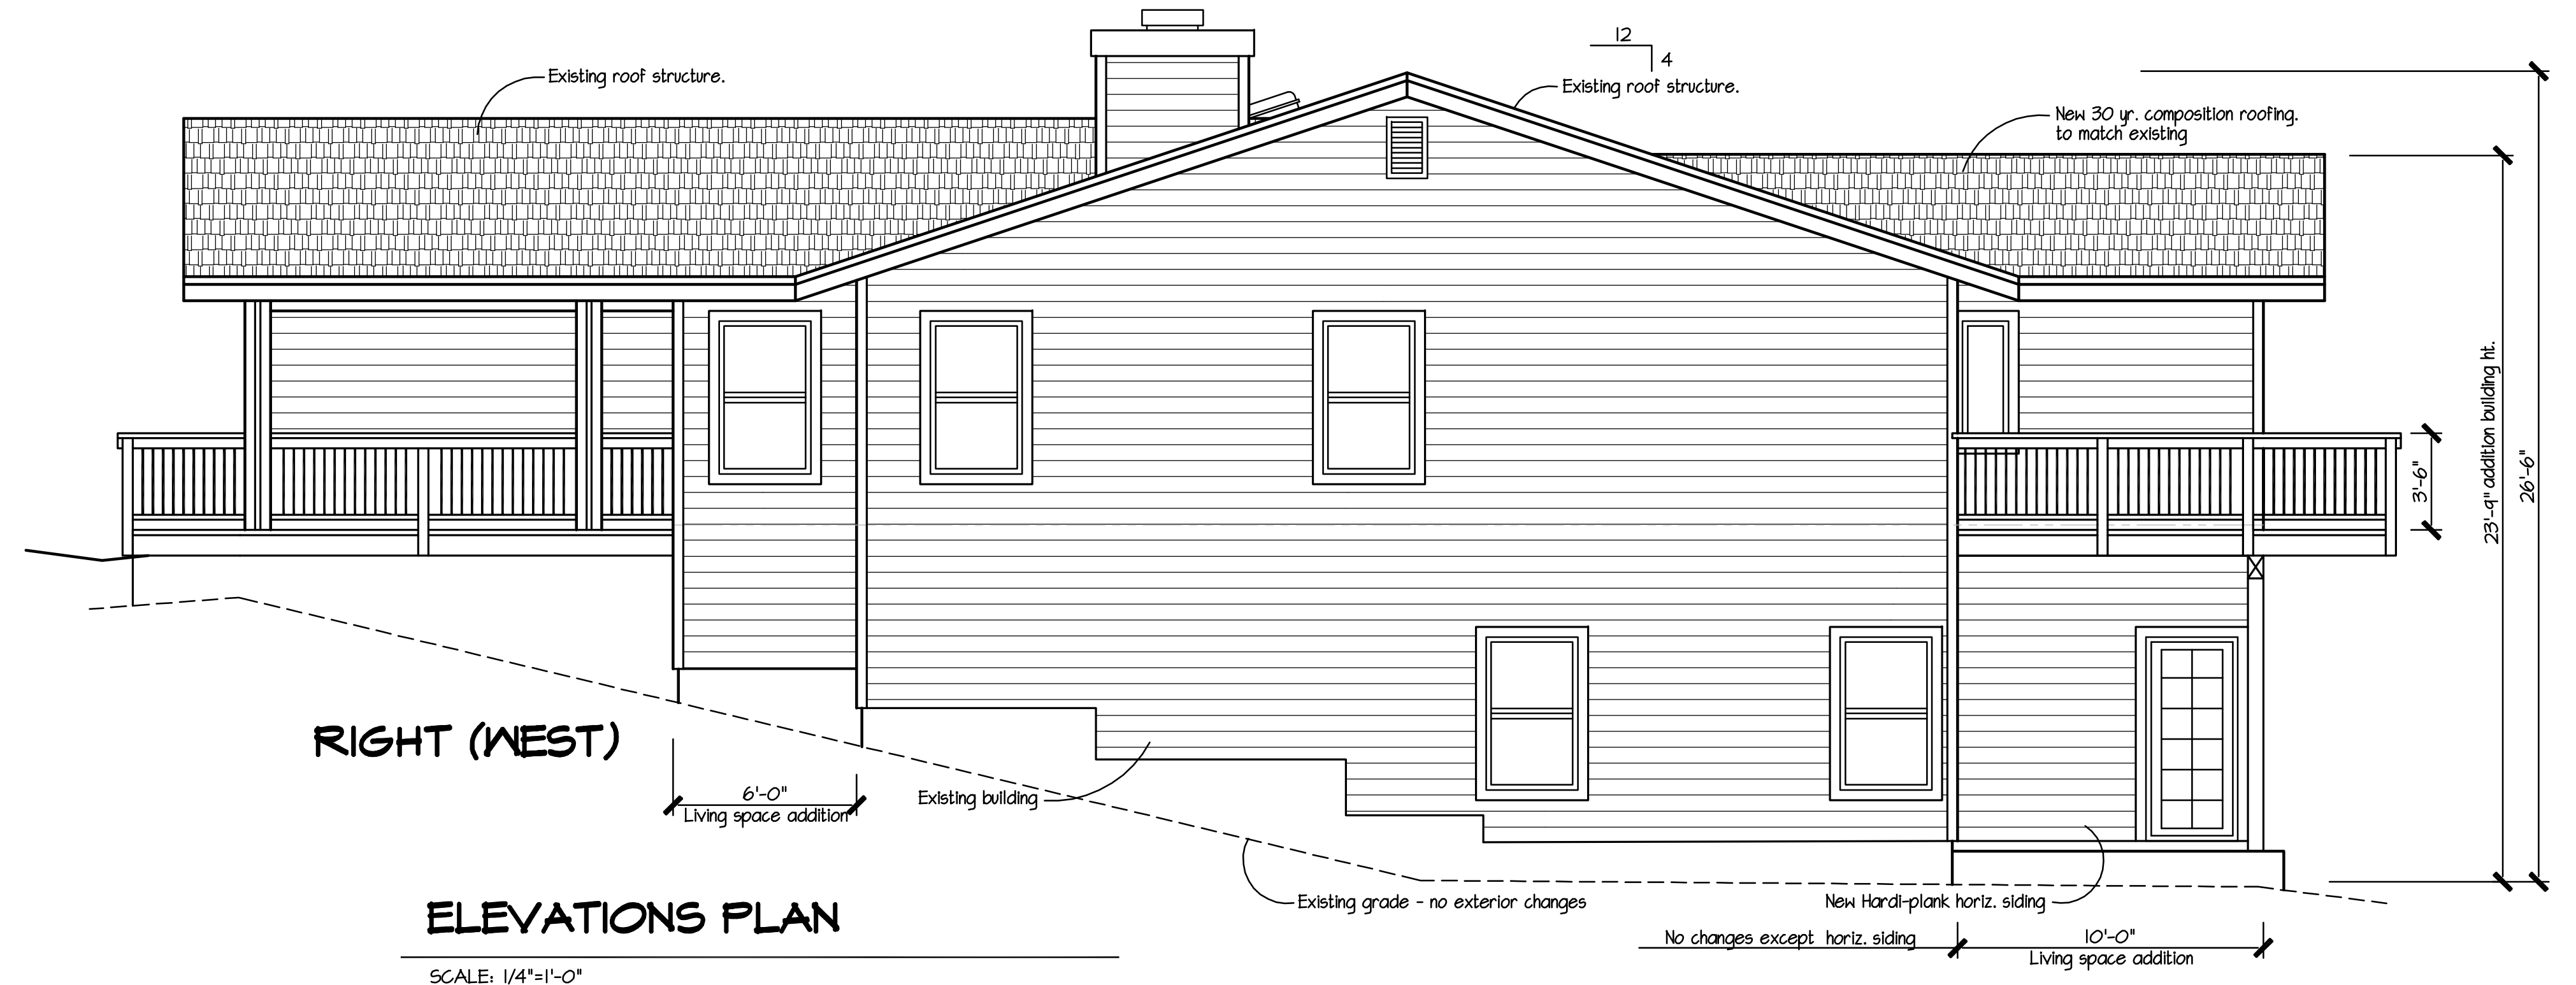 12
4
Existing roof structure.
Existing roof structure.
New 30 yr. composition roofing.
to match existing
23'-9" addition building ht.
26'-6"
3'-6"
RIGHT (WEST)
6'-0"
Living space addition
Existing building
Existing grade - no exterior changes
New Hardi-plank horiz. siding
ELEVATIONS PLAN
No changes except horiz. siding
10'-0"
Living space addition
SCALE: 1/4"=1'-0"